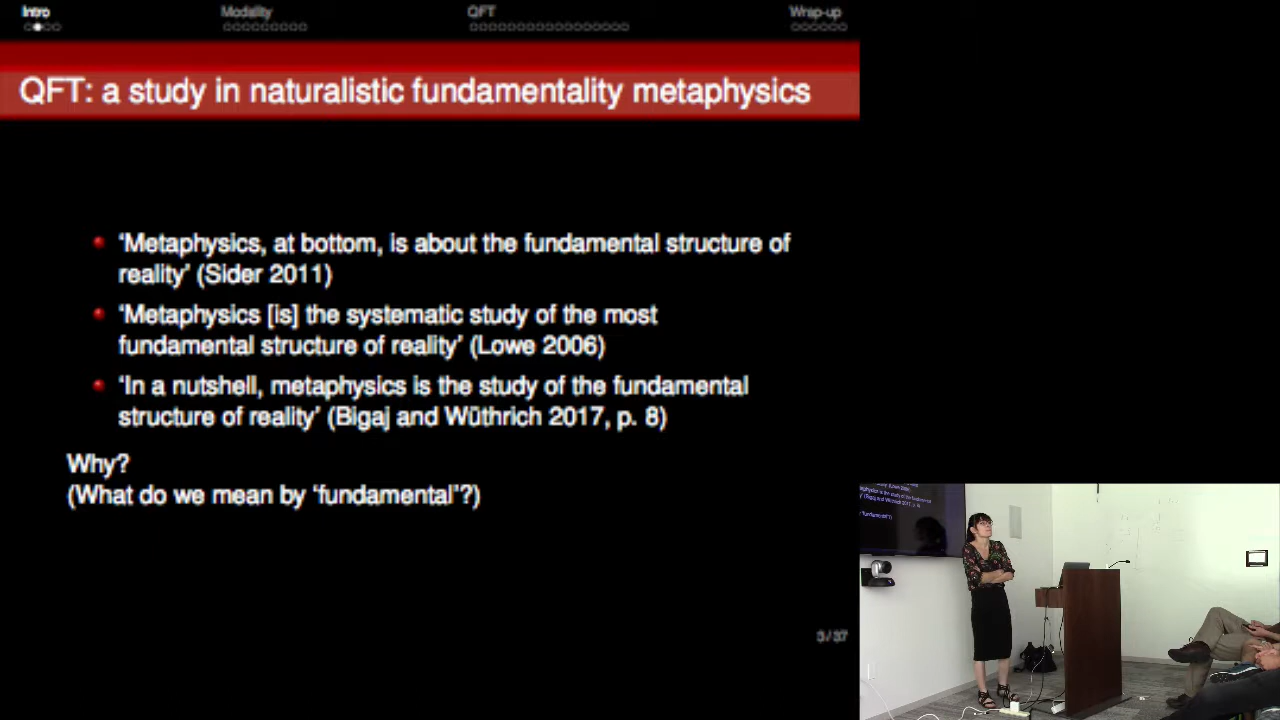 Intro Modality QFT Wrap-up
QFT: a study in naturalistic fundamentality metaphysics
‘Metaphysics, at bottom, is about the fundamental structure of
reality’ (Sider 2011)
‘Metaphysics [is] the systematic study of the most
fundamental structure of reality’ (Lowe 2006)
‘In a nutshell, metaphysics is the study of the fundamental
structure of reality’ (Bigaj and Wüthrich 2017, p. 8)
Why?
(What do we mean by ‘fundamental’?)
3 / 37